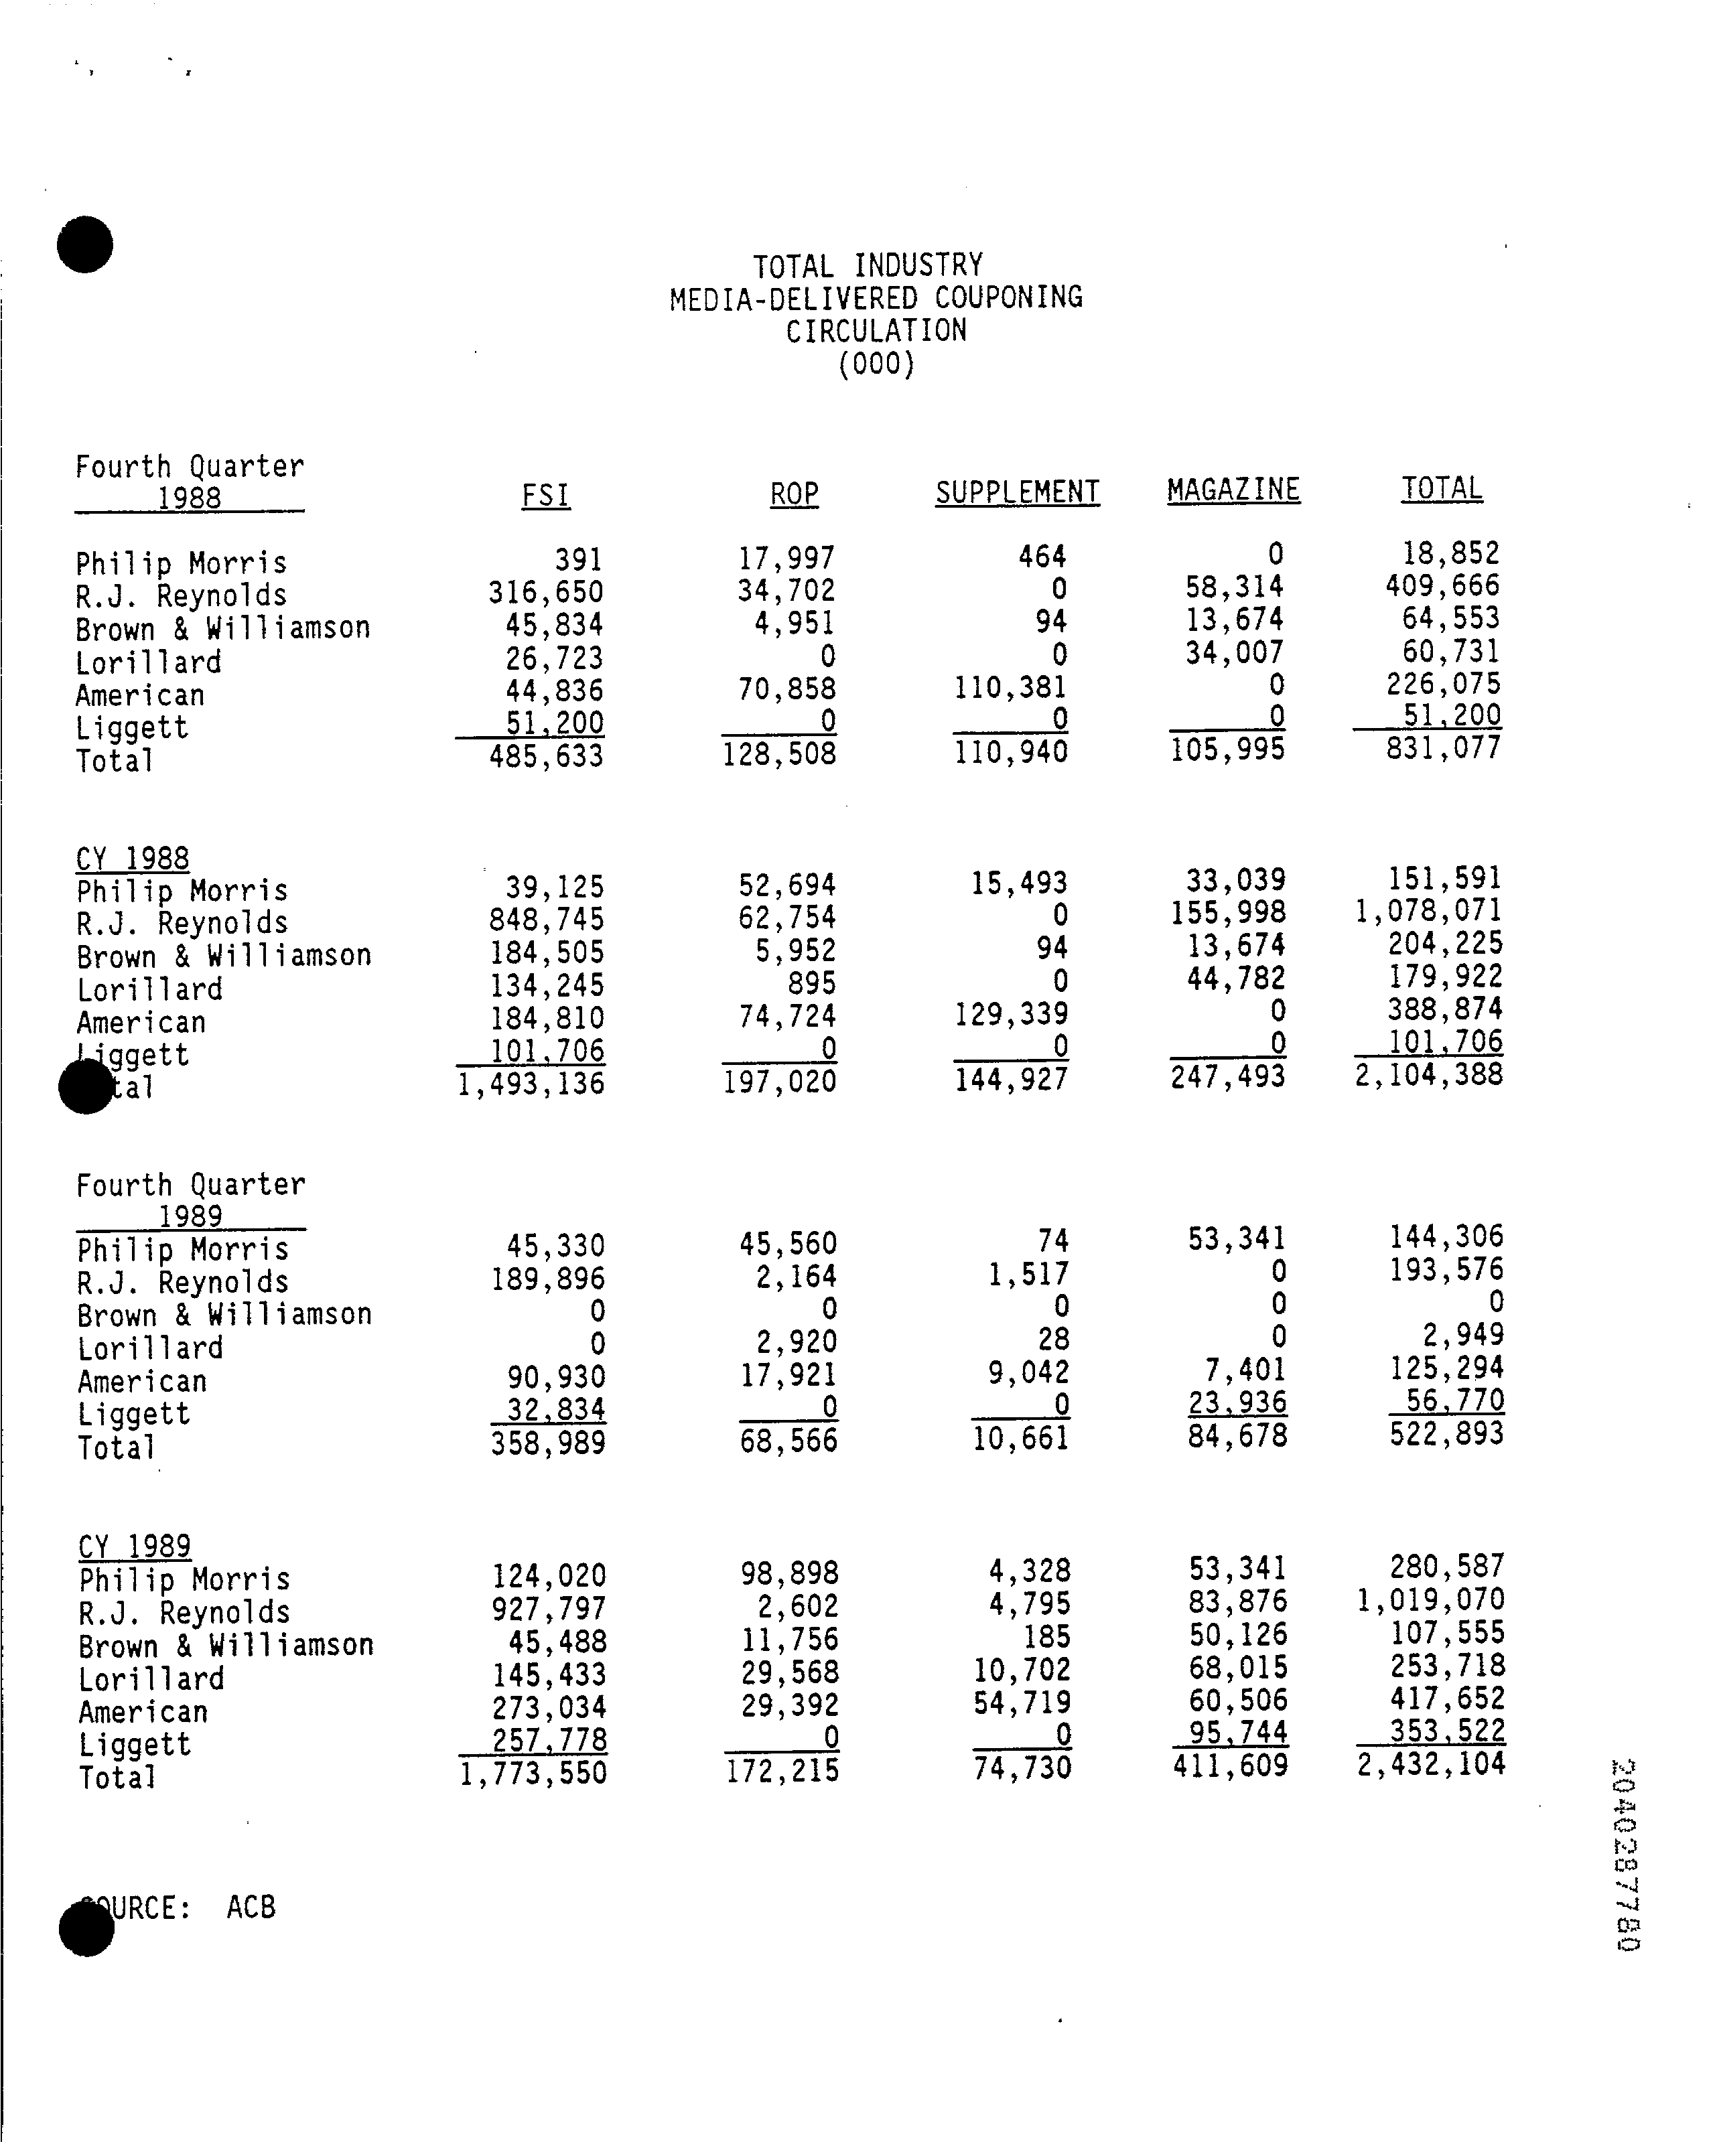 TOTAL INDUSTRY
MEDIA-DELIVERED COUPONING
CIRCULATION
(000)
Fourth Quarter
1988 FSI ROP SUPPLEMENT MAGAZINE TOTAL
Philip Morris 391 17,997 464 0 18,852
R.J. Reynolds 316,650 34,702 0 58,314 409,666
Brown & Williamson 45,834 4,951 94 13,674 64,553
Lorillard 26,723 0 0 34,007 60,731
American 44,836 70,858 110,381 0 226,075
Liggett 51,200 0 0 0 51,200
Total 485,633 128,508 110,940 105,995 831,077
CY 1988
Philip Morris 39,125 52,694 15,493 33,039 151,591
R.J. Reynolds 848,745 62,754 0 155,998 1,078,071
Brown & Williamson 184,505 5,952 94 13,674 204,225
Lorillard 134,245 895 0 44,782 179,922
American 184,810 74,724 129,339 0 388,874
Liggett 101,706 0 0 0 101,706
Total 1,493,136 197,020 144,927 247,493 2,104,388
Fourth Quarter
1989
Philip Morris 45,330 45,560 74 53,341 144,306
R.J. Reynolds 189,896 2,164 1,517 0 193,576
Brown & Williamson 0 0 0 0 0
Lorillard 0 2,920 28 0 2,949
American 90,930 17,921 9,042 7,401 125,294
Liggett 32,834 0 0 23,936 56,770
Total 358,989 68,566 10,661 84,678 522,893
CY 1989
Philip Morris 124,020 98,898 4,328 53,341 280,587
R.J. Reynolds 927,797 2,602 4,795 83,876 1,019,070
Brown & Williamson 45,488 11,756 185 50,126 107,555
Lorillard 145,433 29,568 10,702 68,015 253,718
American 273,034 29,392 54,719 60,506 417,652
Liggett 257,778 0 0 95,744 353,522
Total 1,773,550 172,215 74,730 411,609 2,432,104
SOURCE: ACB
2040287780